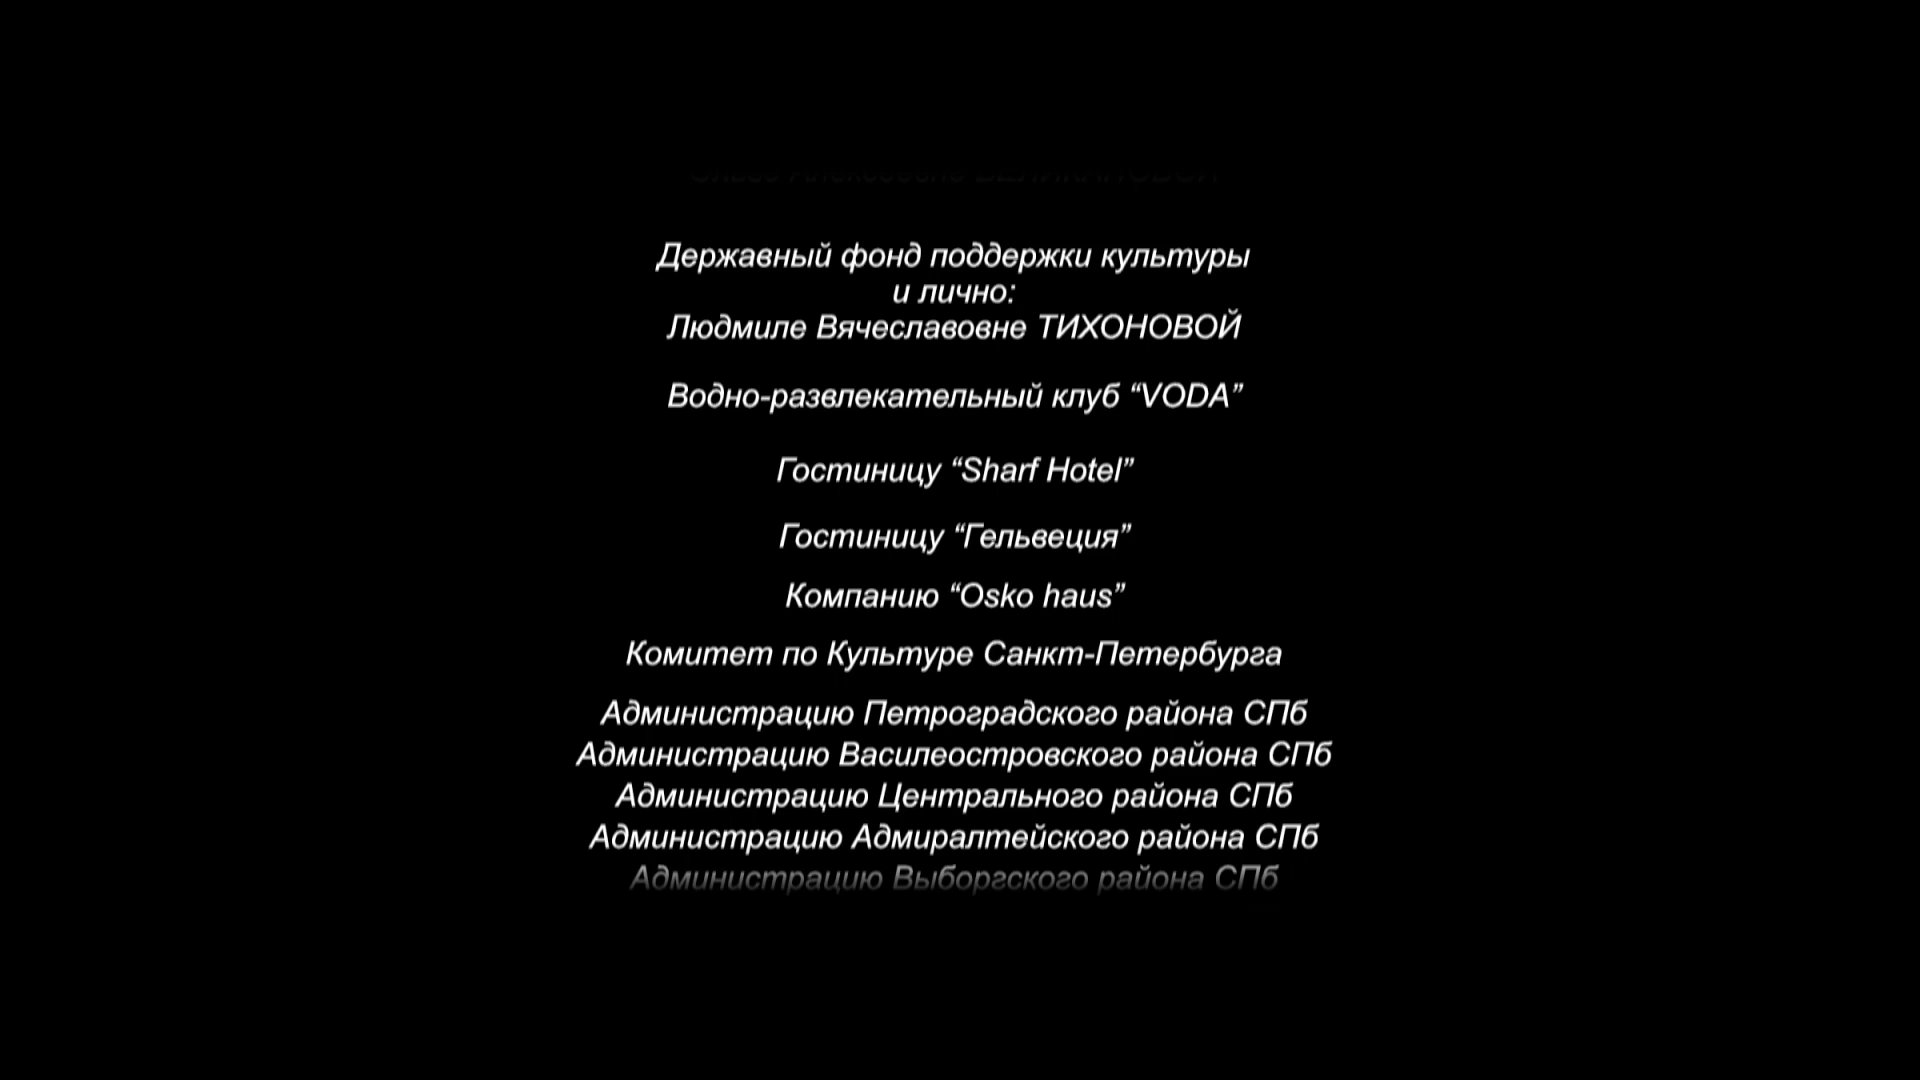 Державный фонд поддержки культуры
и лично:
Людмиле Вячеславовне ТИХОНОВОЙ
Водно-развлекательный клуб “VODA”
Гостиницу “Sharf Hotel”
Гостиницу “Гельвеция”
Компанию “Osko haus”
Комитет по Культуре Санкт-Петербурга
Администрацию Петроградского района СПб
Администрацию Василеостровского района СПб
Администрацию Центрального района СПб
Администрацию Адмиралтейского района СПб
Администрацию Выборгского района СПб